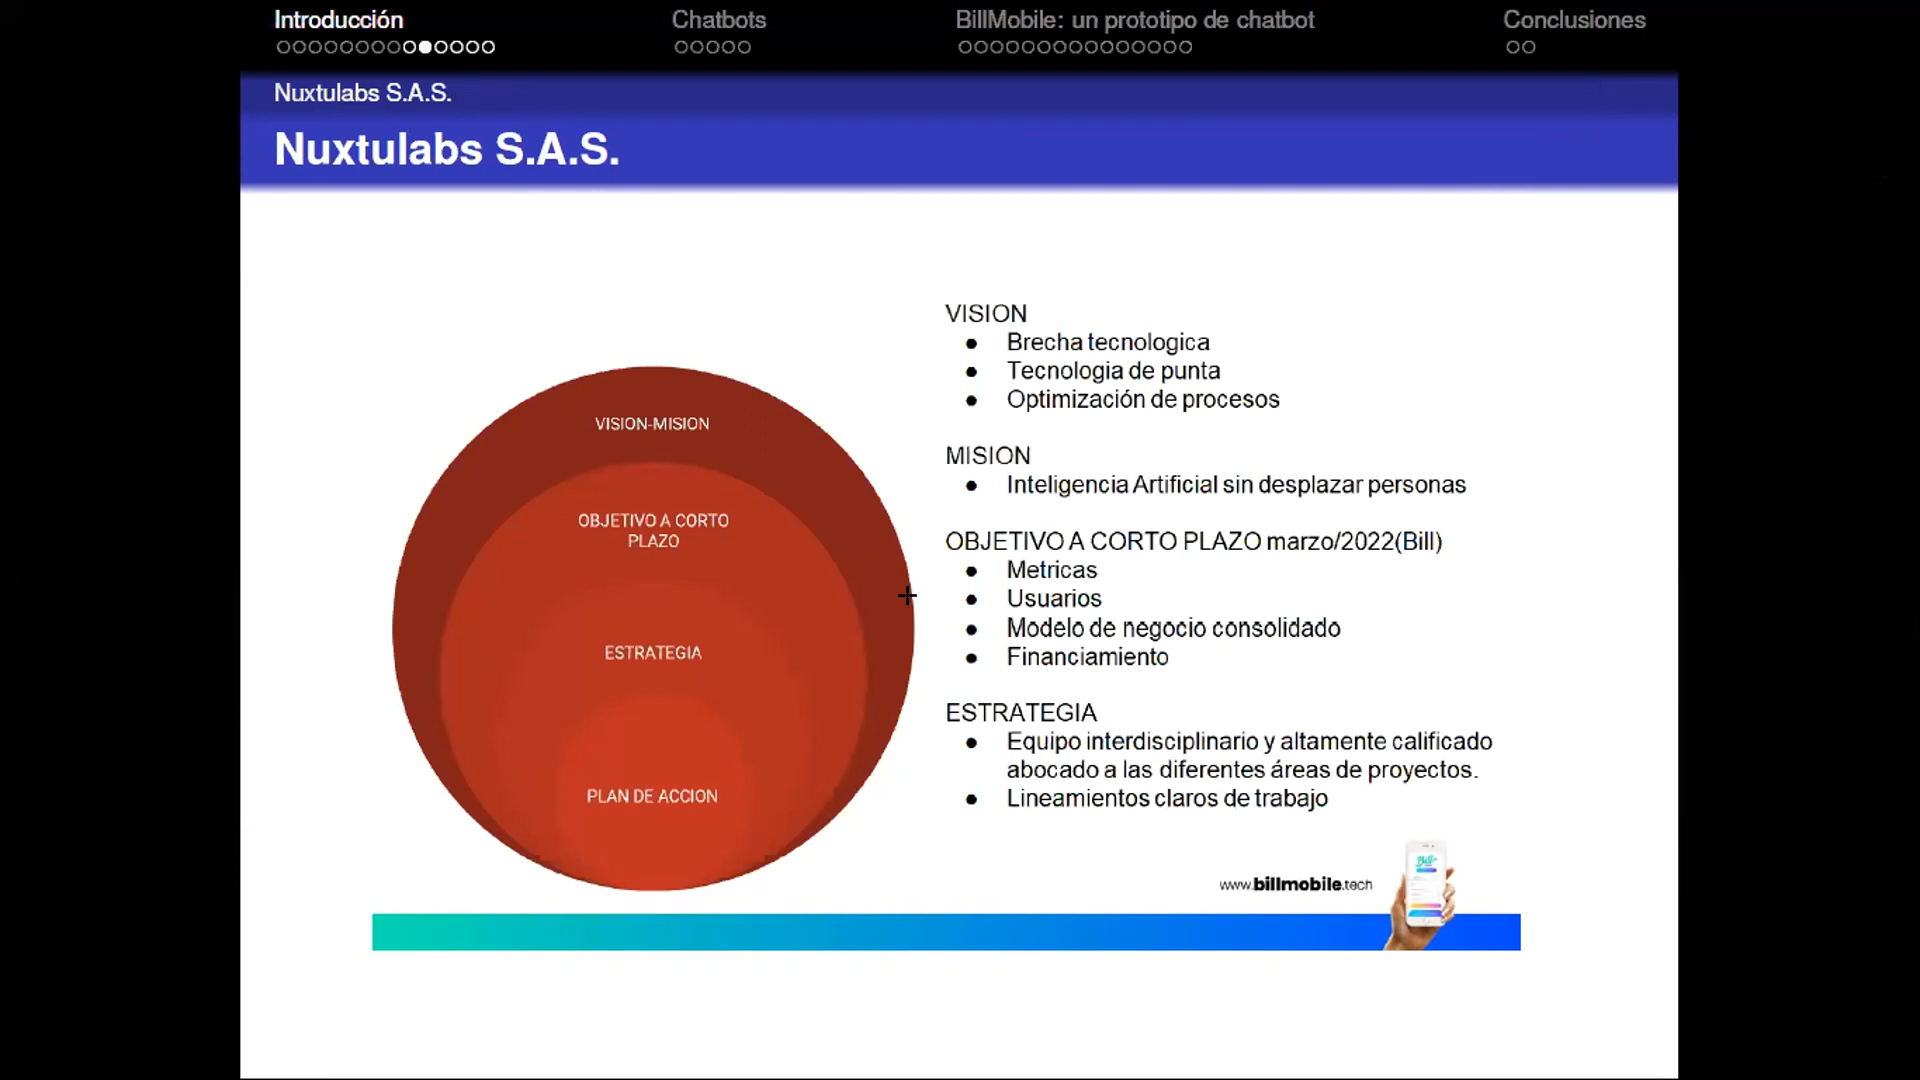 Introducción
Chatbots
BillMobile: un prototipo de chatbot
Conclusiones
Nuxtulabs S.A.S.
Nuxtulabs S.A.S.
VISION-MISION
OBJETIVO A CORTO
PLAZO
ESTRATEGIA
PLAN DE ACCION
VISION
● Brecha tecnologica
● Tecnologia de punta
● Optimización de procesos
MISION
● Inteligencia Artificial sin desplazar personas
OBJETIVO A CORTO PLAZO marzo/2022(Bill)
● Metricas
● Usuarios
● Modelo de negocio consolidado
● Financiamiento
ESTRATEGIA
● Equipo interdisciplinario y altamente calificado
abocado a las diferentes áreas de proyectos.
● Lineamientos claros de trabajo
www.billmobile.tech
Bill